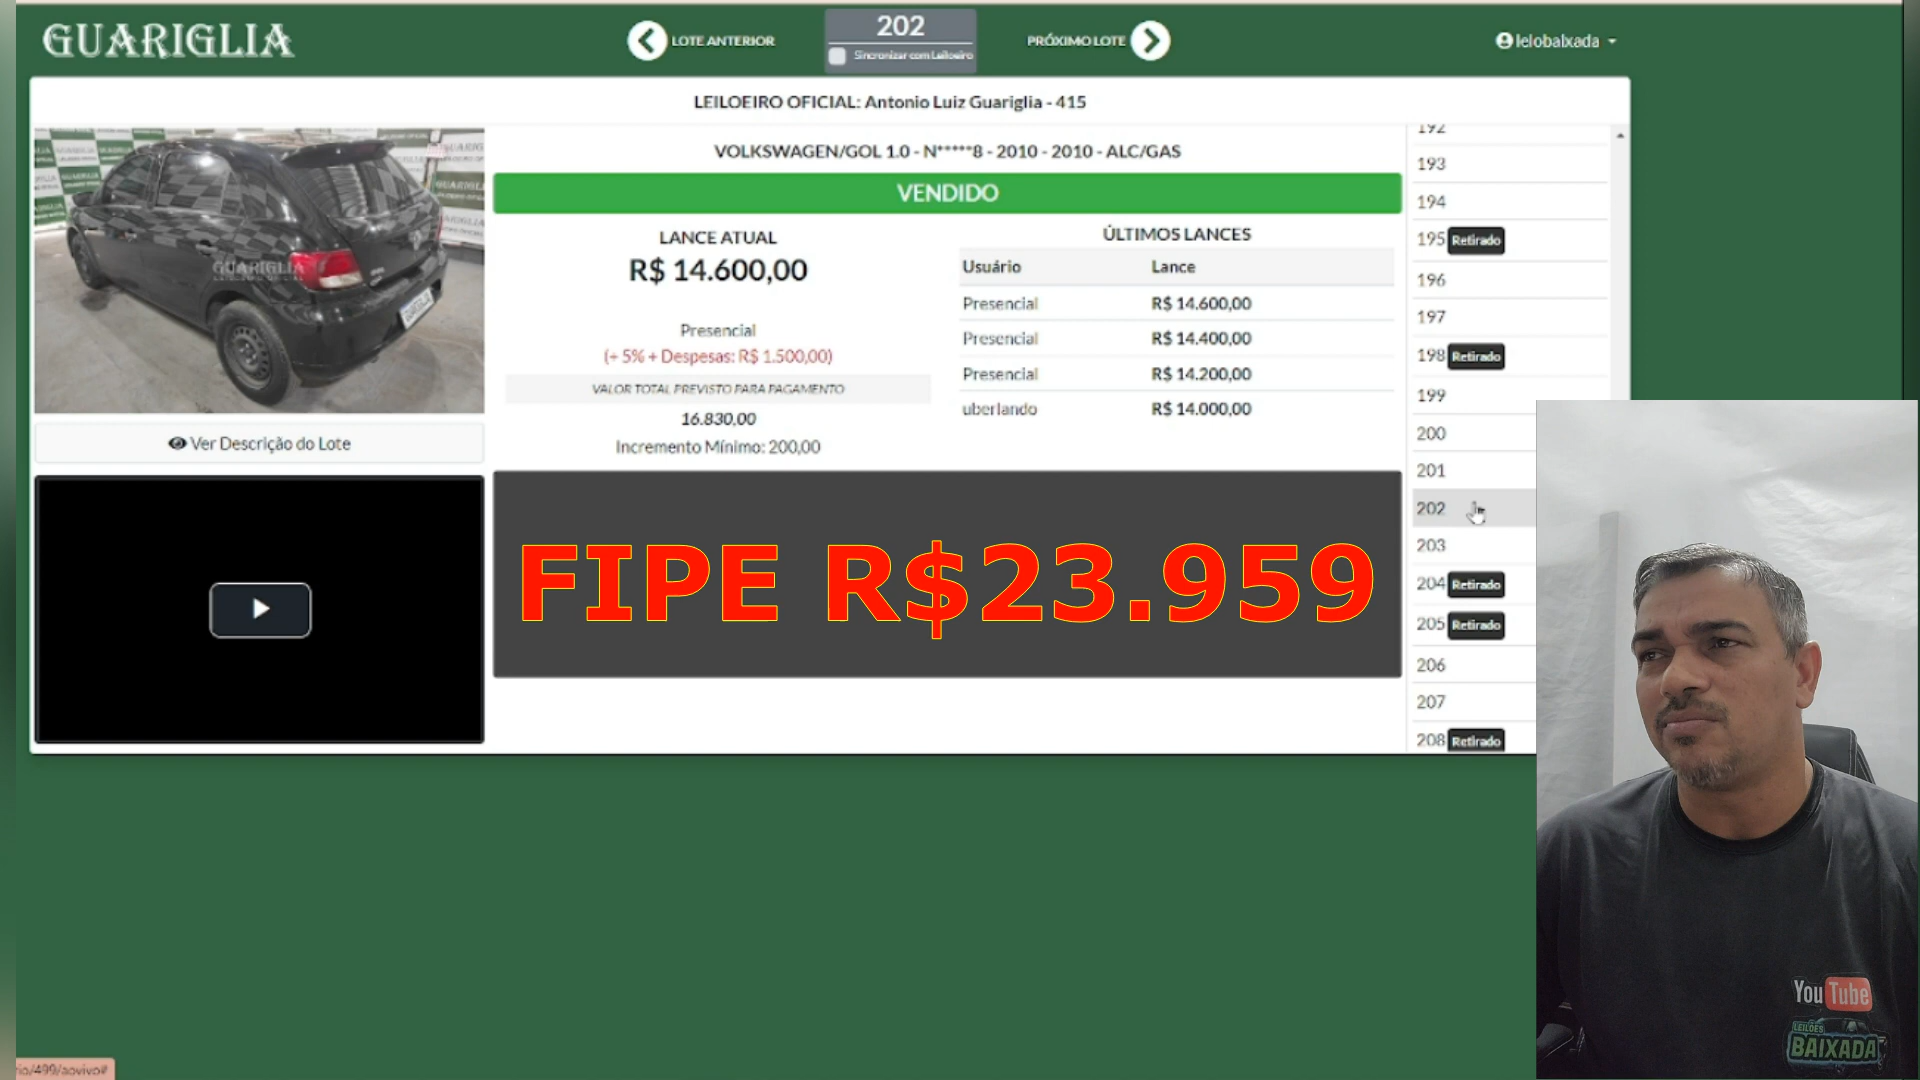 GUARIGLIA
LOTE ANTERIOR
202
Sincronizar com Leiloeiro
PRÓXIMO LOTE
lelobaixada
LEILOEIRO OFICIAL: Antonio Luiz Guariglia - 415
VOLKSWAGEN/GOL 1.0 - N*****8 - 2010 - 2010 - ALC/GAS
VENDIDO
GUARIGLIA
Ver Descrição do Lote
LANCE ATUAL
R$ 14.600,00
Presencial
(+ 5% + Despesas: R$ 1.500,00)
VALOR TOTAL PREVISTO PARA PAGAMENTO
16.830,00
Incremento Mínimo: 200,00
ÚLTIMOS LANCES
Usuário Lance
Presencial R$ 14.600,00
Presencial R$ 14.400,00
Presencial R$ 14.200,00
uberlando R$ 14.000,00
FIPE R$23.959
192
193
194
195 Retirado
196
197
198 Retirado
199
200
201
202
203
204 Retirado
205 Retirado
206
207
208 Retirado
YouTube
LEILÕES
BAIXADA
rio/499/aovivo#